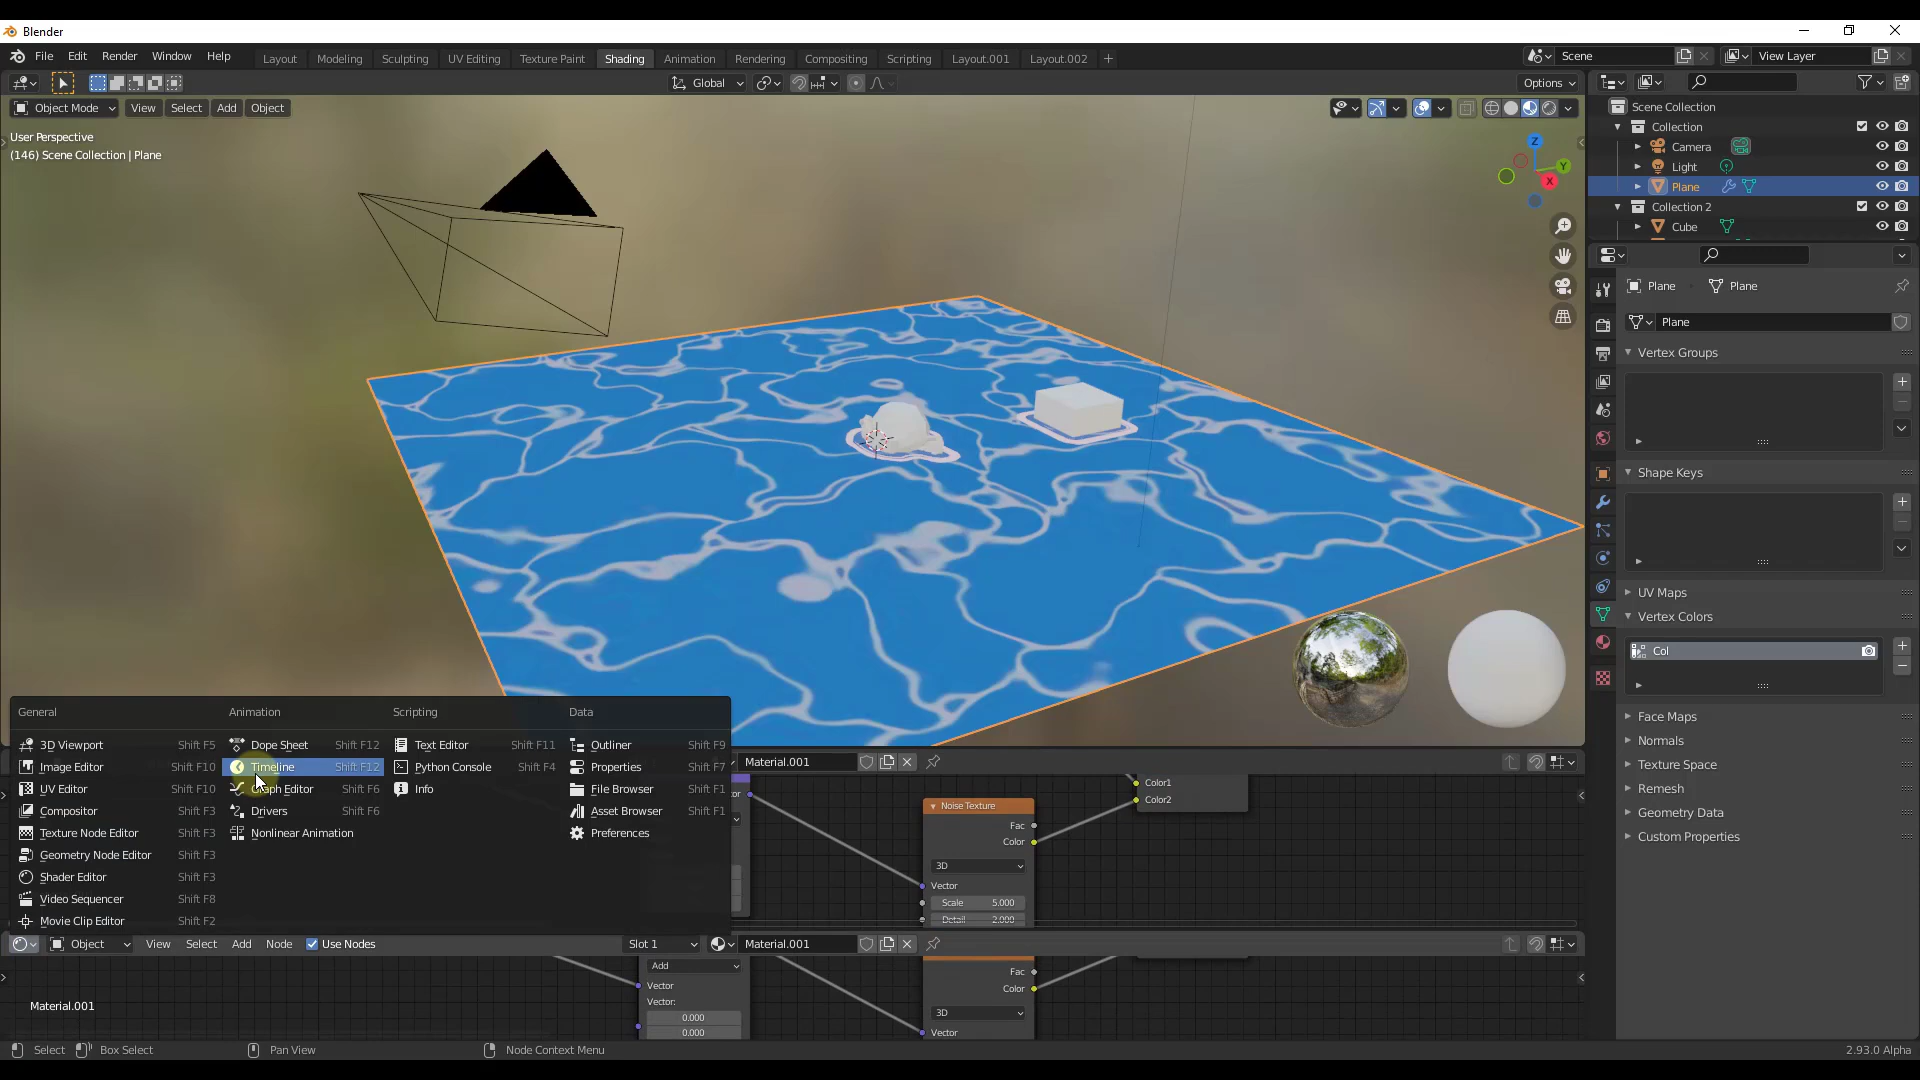 Blender
File Edit Render Window Help
Layout Modeling Sculpting UV Editing Texture Paint Shading Animation Rendering Compositing Scripting Layout.001 Layout.002 +
Scene
View Layer
Global
Options
Object Mode View Select Add Object
User Perspective
(146) Scene Collection | Plane
Z
Y
X
Scene Collection
Collection
Camera
Light
Plane
Collection 2
Cube
Plane Plane
Plane
Vertex Groups
Shape Keys
UV Maps
Vertex Colors
Col
Face Maps
Normals
Texture Space
Remesh
Geometry Data
Custom Properties
General Animation Scripting Data
3D Viewport Shift F5 Dope Sheet Shift F12 Text Editor Shift F11 Outliner Shift F9
Image Editor Shift F10 Timeline Shift F12 Python Console Shift F4 Properties Shift F7
UV Editor Shift F10 Graph Editor Shift F6 Info File Browser Shift F1
Compositor Shift F3 Drivers Shift F6 Asset Browser Shift F1
Texture Node Editor Shift F3 Nonlinear Animation Preferences
Geometry Node Editor Shift F3
Shader Editor Shift F3
Video Sequencer Shift F8
Movie Clip Editor Shift F2
Material.001
Color1
Color2
Noise Texture
Fac
Color
3D
Vector
Scale 5.000
Detail 2.000
Object View Select Add Node Use Nodes Slot 1 Material.001
Add
Vector
Vector:
0.000
0.000
Fac
Color
3D
Vector
Material.001
Select Box Select Pan View Node Context Menu 2.93.0 Alpha